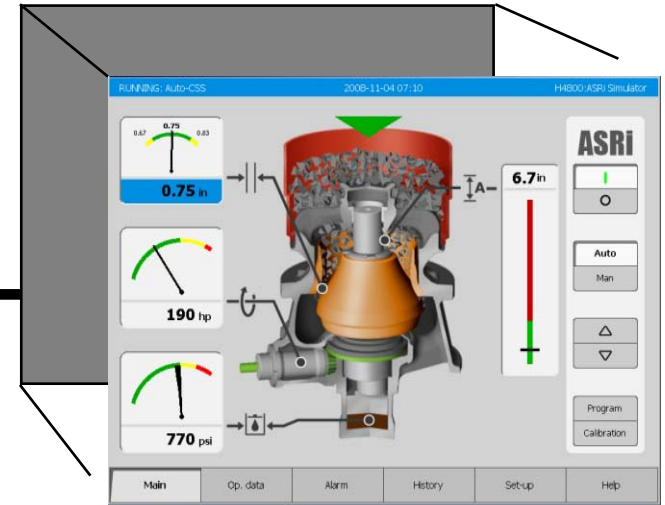 RUNNING: Auto-CSS 2008-11-04 07:10 H4800:ASRi Simulator
0.67 0.75 0.83
0.75 in
190 hp
770 psi
A
6.7 in
ASRi
I
O
Auto
Man
Program
Calibration
Main Op. data Alarm History Set-up Help